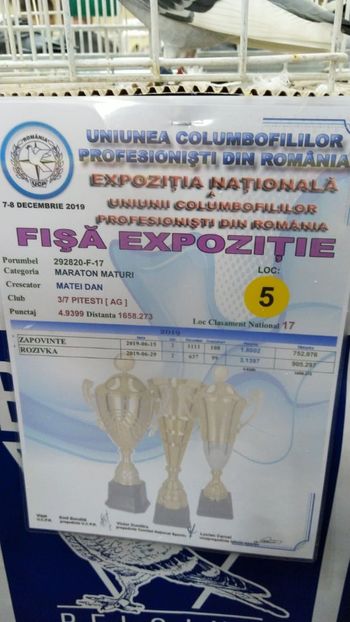 ROMÂNIA
UCPR
UNIUNEA COLUMBOFILILOR
PROFESIONIȘTI DIN ROMÂNIA
EXPOZIȚIA NAȚIONALĂ
A
UNIUNII COLUMBOFILILOR
PROFESIONIȘTI DIN ROMÂNIA
7-8 DECEMBRIE 2019
FIȘĂ EXPOZIȚIE
Porumbel 292820-F-17
LOC:
Categoria MARATON MATURI
5
Crescator MATEI DAN
Club 3/7 PITESTI [ AG ]
Punctaj 4.9399 Distanta 1658.273
Loc Clasament National 17
2019
ZAPOVINTE 2019-06-15 2 1111 188 1.8002 752.976
ROZIVKA 2019-06-29 2 637 99 3.1397 905.297